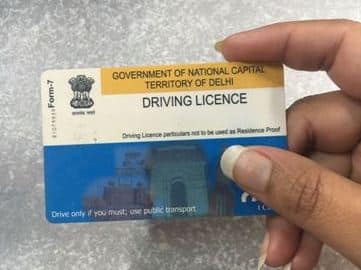 Form-7
GOVERNMENT OF NATIONAL CAPITAL
TERRITORY OF DELHI
DRIVING LICENCE
Driving Licence particulars not to be used as Residence Proof
Drive only if you must; use public transport